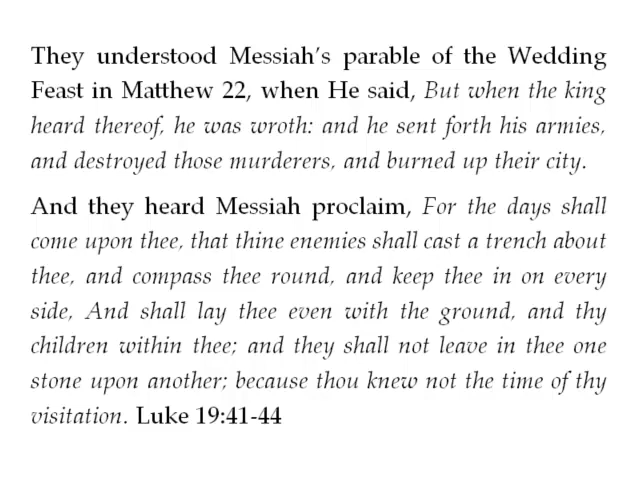 They understood Messiah's parable of the Wedding
Feast in Matthew 22, when He said, But when the king
heard thereof, he was wroth: and he sent forth his armies,
and destroyed those murderers, and burned up their city.
And they heard Messiah proclaim, For the days shall
come upon thee, that thine enemies shall cast a trench about
thee, and compass thee round, and keep thee in on every
side, And shall lay thee even with the ground, and thy
children within thee; and they shall not leave in thee one
stone upon another; because thou knew not the time of thy
visitation. Luke 19:41-44